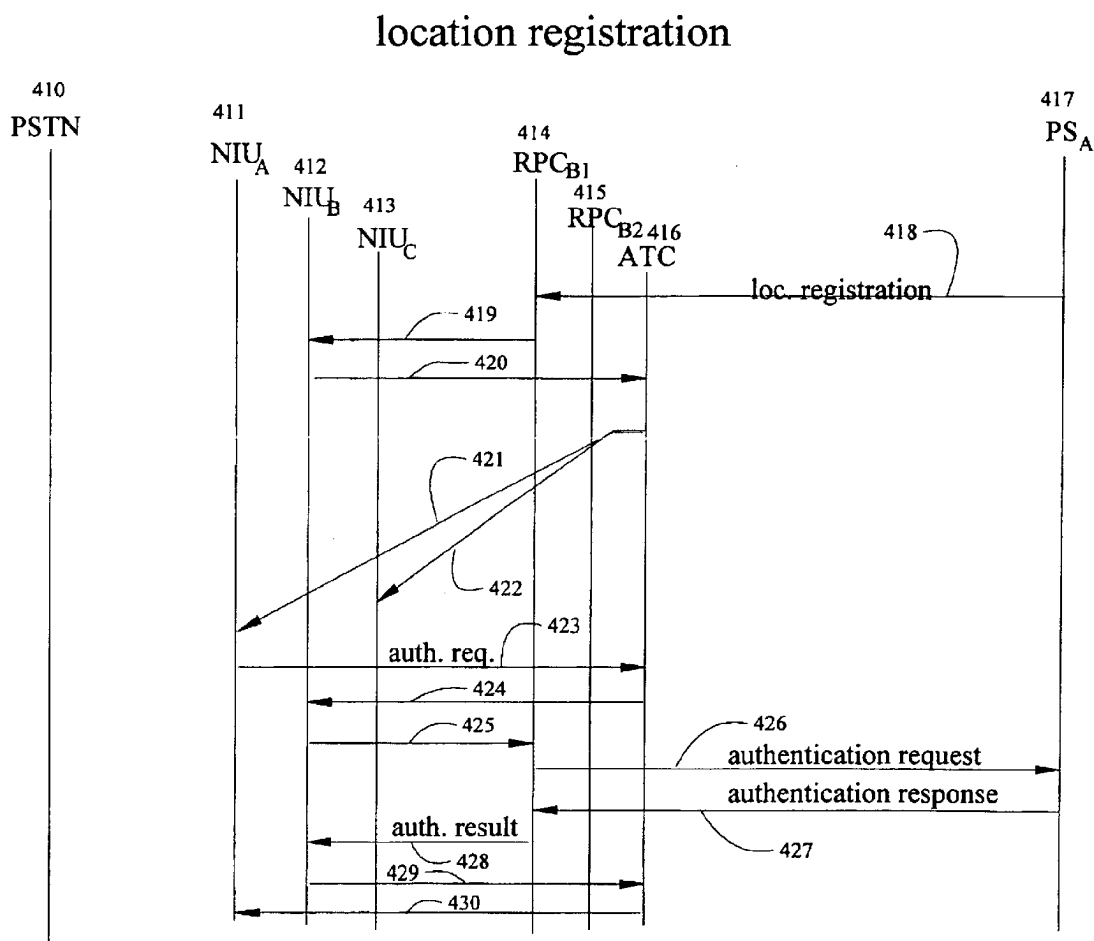 location registration
410
PSTN
411
NIU_A
412
NIU_B
413
NIU_C
414
RPC_B1
415
RPC_B2
416
ATC
417
PS_A
418
loc. registration
419
420
421
422
423
auth. req.
424
425
426
authentication request
authentication response
427
auth. result
428
429
430